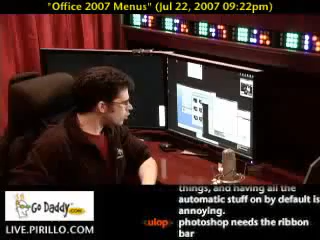 "Office 2007 Menus" (Jul 22, 2007 09:22pm)
things, and having all the
automatic stuff on by default is
annoying.
culop> photoshop needs the ribbon
bar
Go Daddy.com
LIVE.PIRILLO.COM